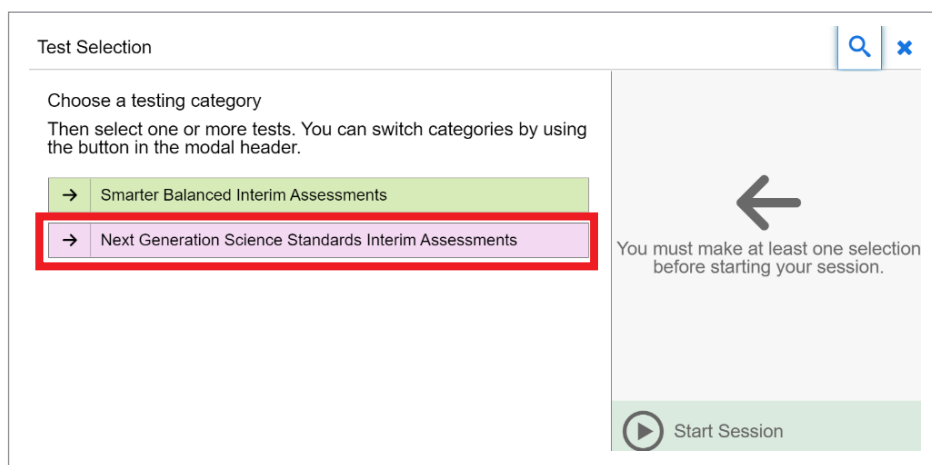 Test Selection
Choose a testing category
Then select one or more tests. You can switch categories by using
the button in the modal header.
Smarter Balanced Interim Assessments
Next Generation Science Standards Interim Assessments
You must make at least one selection
before starting your session.
Start Session